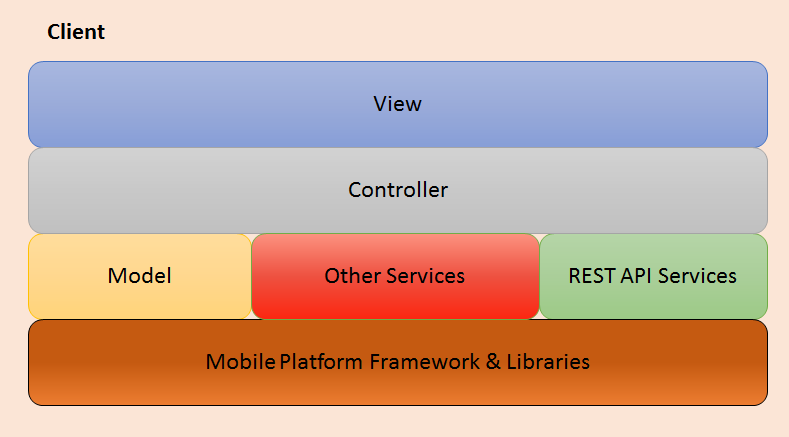 Client
View
Controller
Model
Other Services
REST API Services
Mobile Platform Framework & Libraries